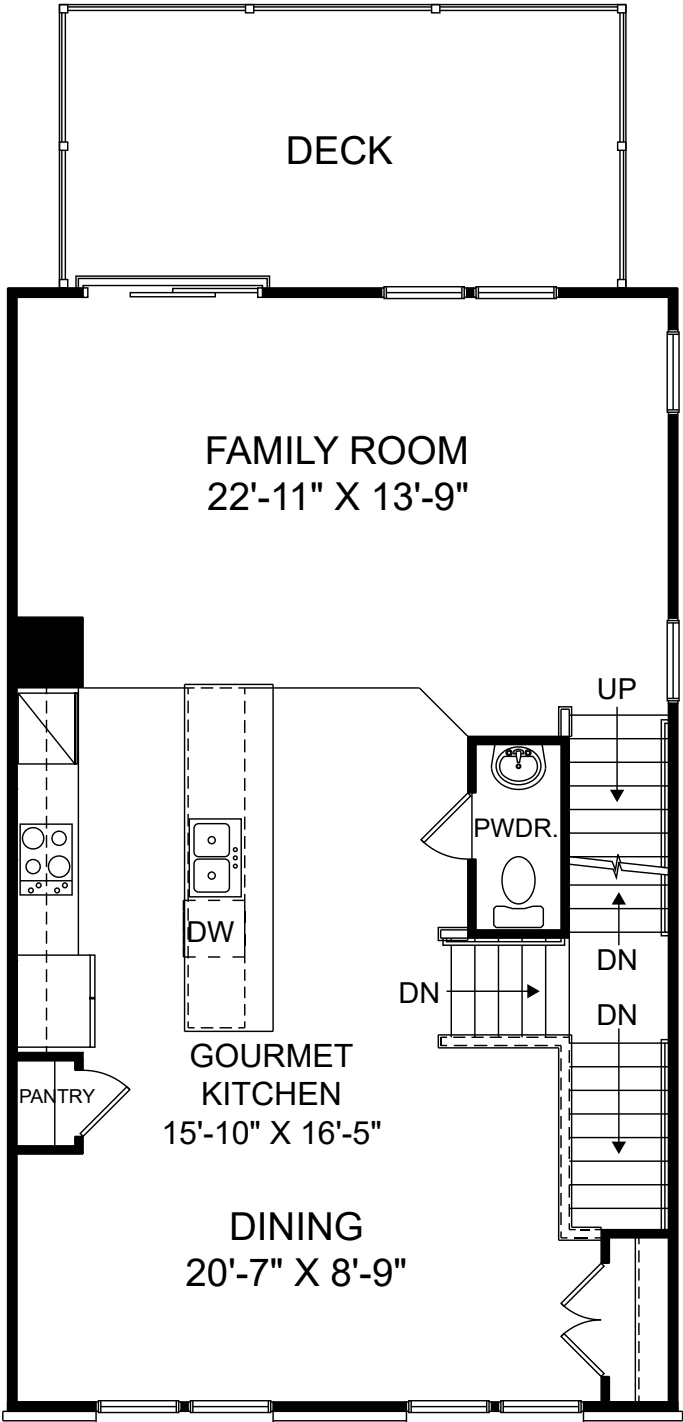 DECK
FAMILY ROOM
22'-11" X 13'-9"
UP
PWDR.
DW
DN
DN
DN
GOURMET
KITCHEN
15'-10" X 16'-5"
PANTRY
DINING
20'-7" X 8'-9"